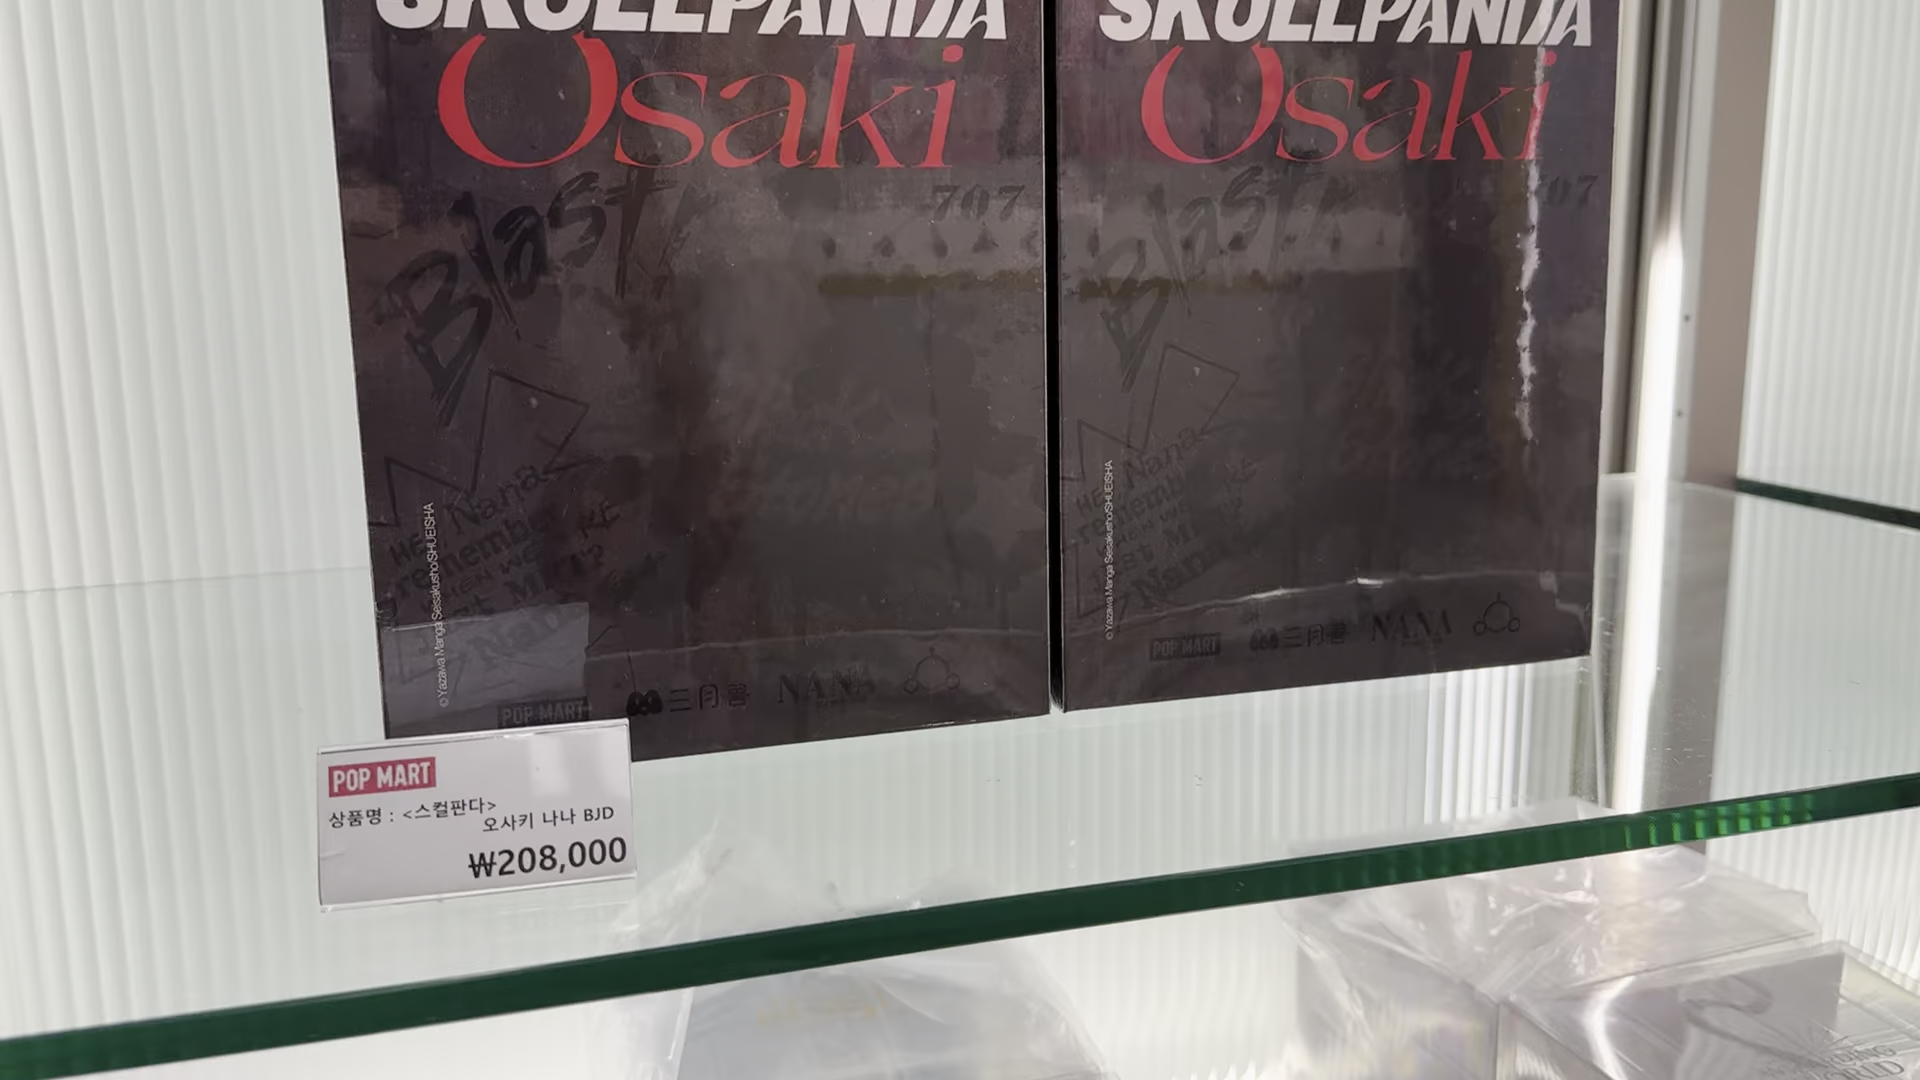 SKULLPANDA
Osaki
Blast
707
HEY, Nana
remember
WHEN WE
©Yazawa Manga Seisakusho/SHUEISHA
POP MART
三月兽
NANA
SKULLPANDA
Osaki
Blast
707
Nana
©Yazawa Manga Seisakusho/SHUEISHA
POP MART
三月兽
NANA
POP MART
상품명 : <스컬판다>
오사키 나나 BJD
₩208,000